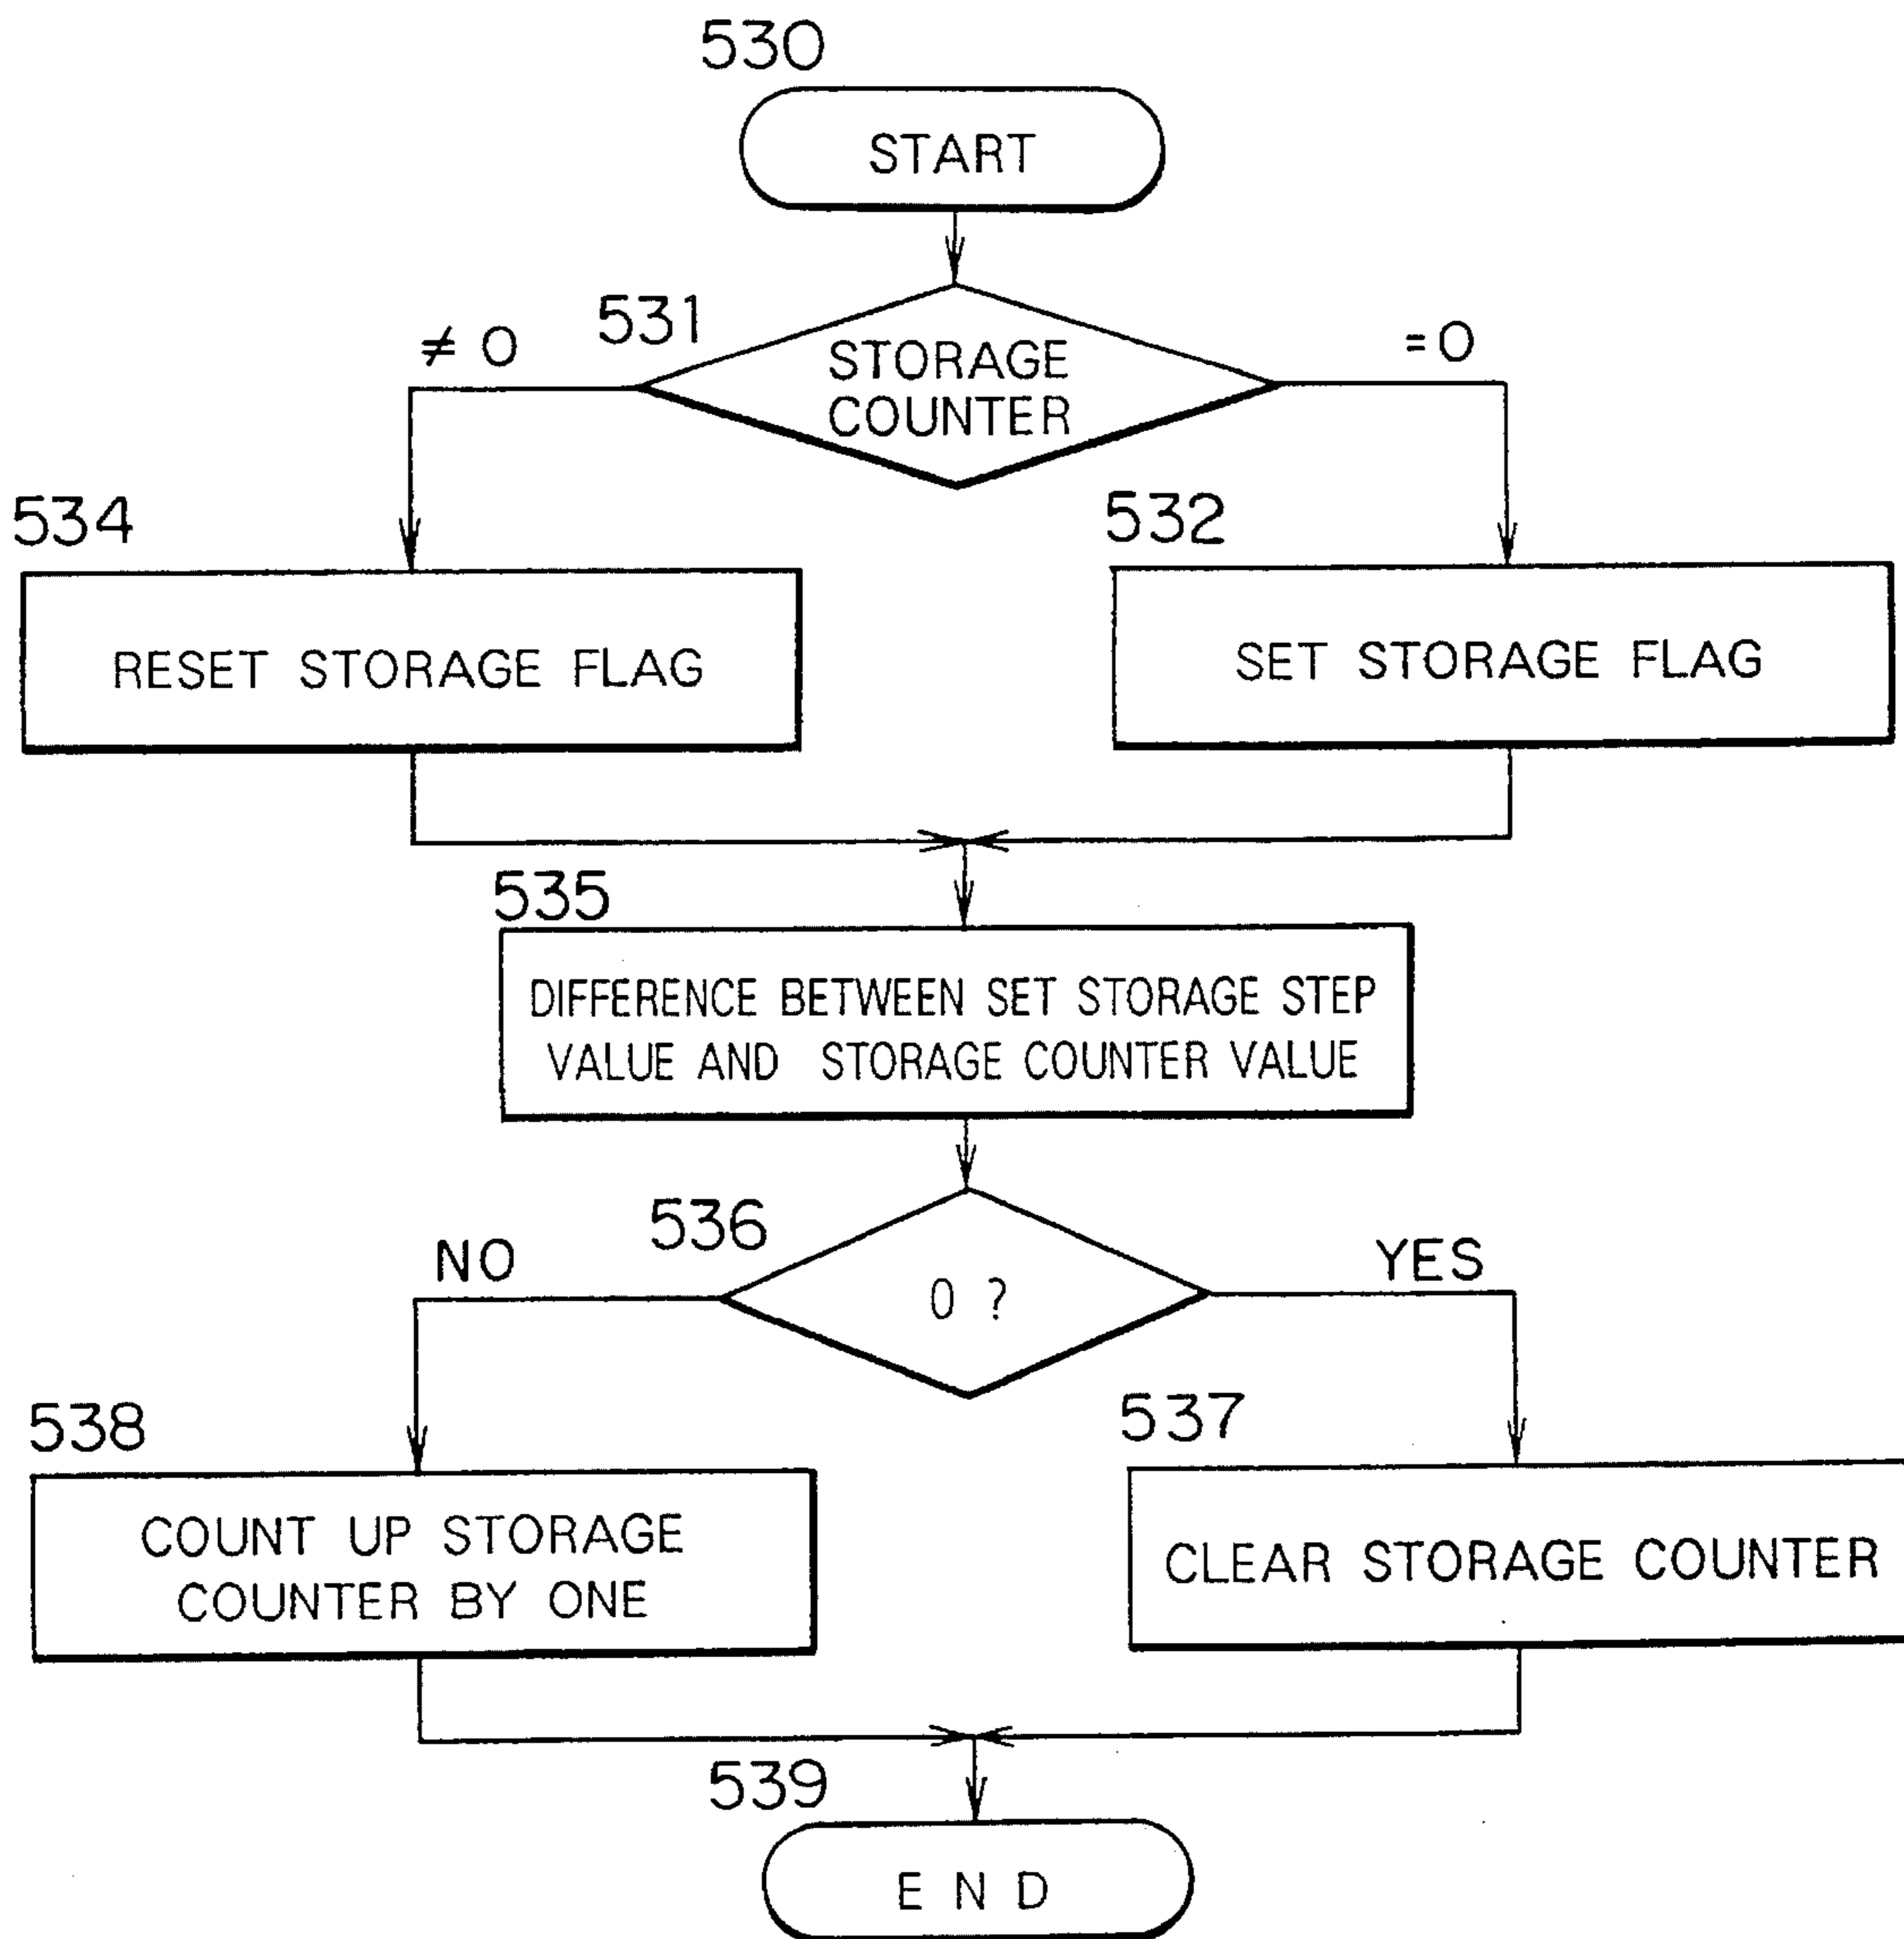 530
START
531
≠ 0
= 0
STORAGE
COUNTER
534
532
RESET STORAGE FLAG
SET STORAGE FLAG
535
DIFFERENCE BETWEEN SET STORAGE STEP
VALUE AND STORAGE COUNTER VALUE
536
NO
YES
0 ?
538
537
COUNT UP STORAGE
COUNTER BY ONE
CLEAR STORAGE COUNTER
539
END